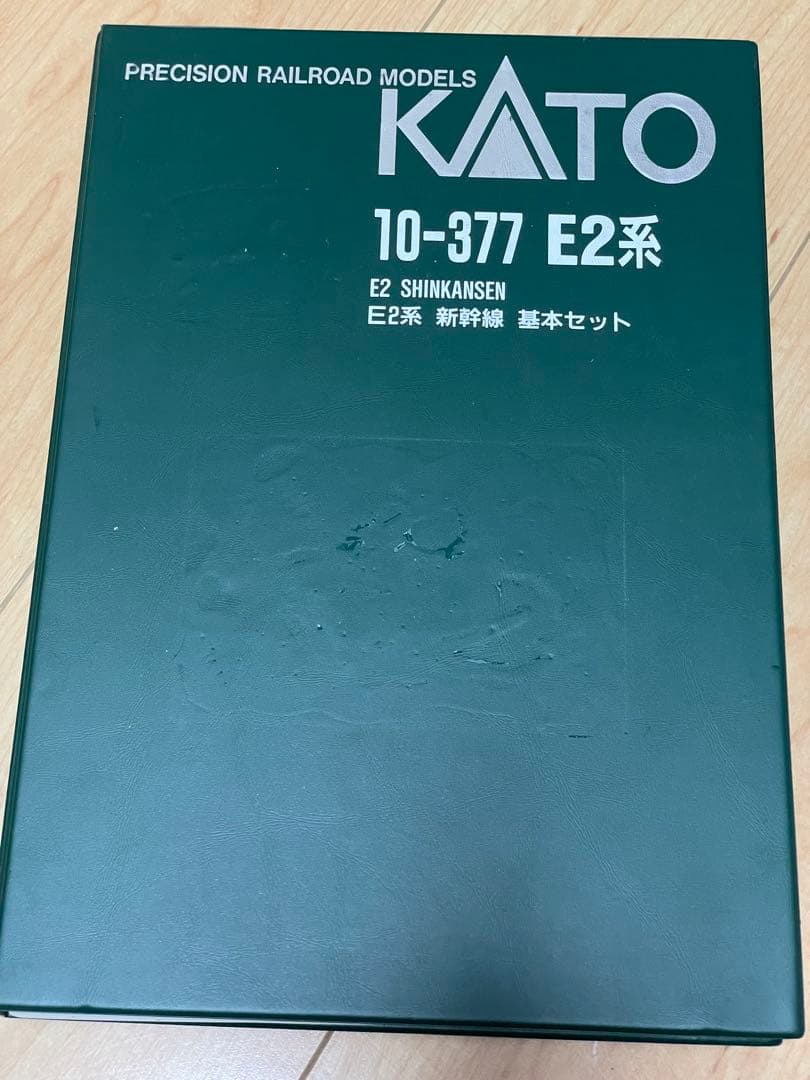 PRECISION RAILROAD MODELS
KATO
10-377 E2系
E2 SHINKANSEN
E2系 新幹線 基本セット